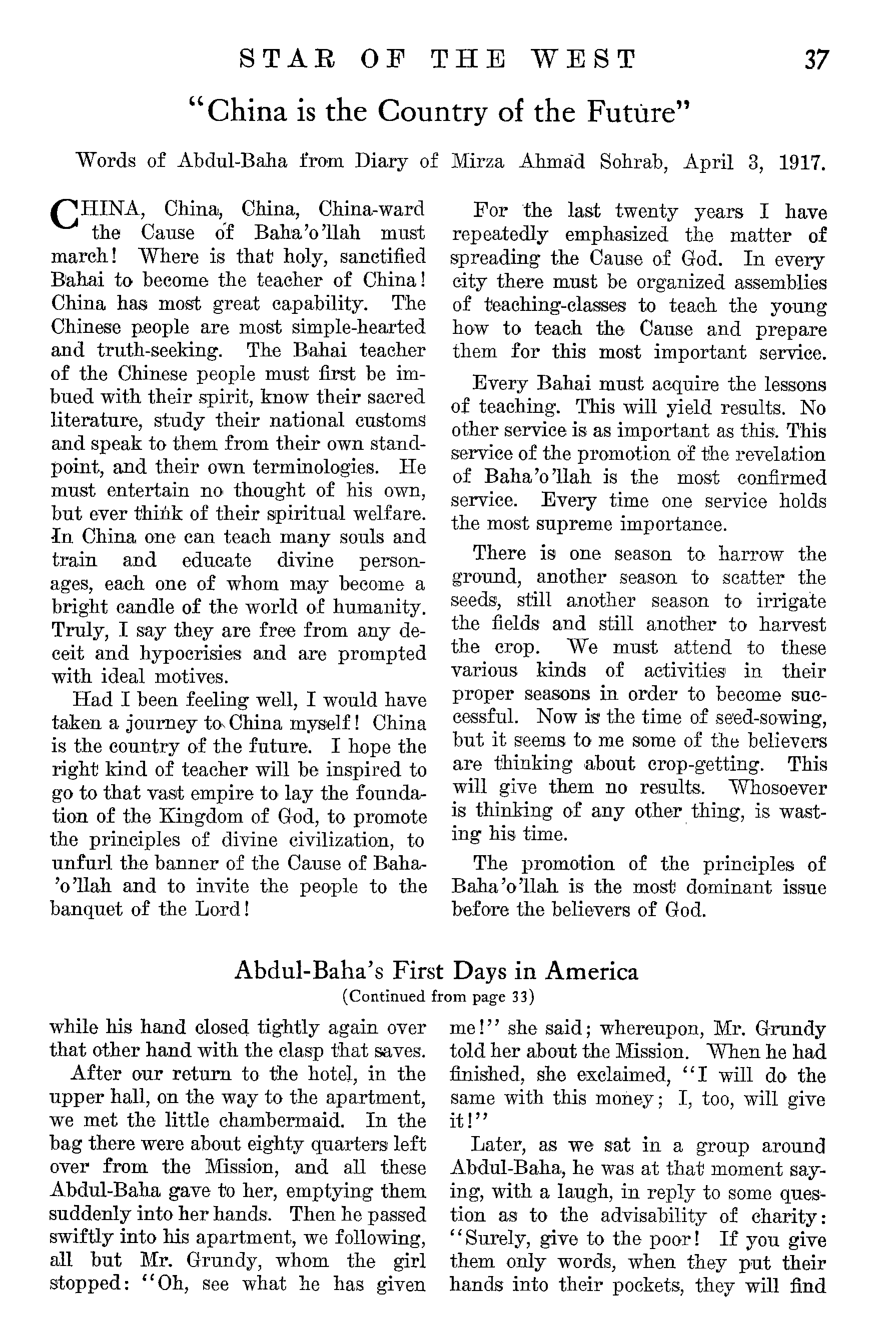 STAR OF THE WEST 37
"China is the Country of the Future"
Words of Abdul-Baha from Diary of Mirza Ahmad Sohrab, April 3, 1917.
CHINA, China, China, China-ward
the Cause of Baha'o'llah must
march! Where is that holy, sanctified
Bahai to become the teacher of China!
China has most great capability. The
Chinese people are most simple-hearted
and truth-seeking. The Bahai teacher
of the Chinese people must first be im-
bued with their spirit, know their sacred
literature, study their national customs
and speak to them from their own stand-
point, and their own terminologies. He
must entertain no thought of his own,
but ever think of their spiritual welfare.
In China one can teach many souls and
train and educate divine person-
ages, each one of whom may become a
bright candle of the world of humanity.
Truly, I say they are free from any de-
ceit and hypocrisies and are prompted
with ideal motives.
Had I been feeling well, I would have
taken a journey to China myself! China
is the country of the future. I hope the
right kind of teacher will be inspired to
go to that vast empire to lay the founda-
tion of the Kingdom of God, to promote
the principles of divine civilization, to
unfurl the banner of the Cause of Baha-
'o'llah and to invite the people to the
banquet of the Lord!
For the last twenty years I have
repeatedly emphasized the matter of
spreading the Cause of God. In every
city there must be organized assemblies
of teaching-classes to teach the young
how to teach the Cause and prepare
them for this most important service.
Every Bahai must acquire the lessons
of teaching. This will yield results. No
other service is as important as this. This
service of the promotion of the revelation
of Baha'o'llah is the most confirmed
service. Every time one service holds
the most supreme importance.
There is one season to harrow the
ground, another season to scatter the
seeds, still another season to irrigate
the fields and still another to harvest
the crop. We must attend to these
various kinds of activities in their
proper seasons in order to become suc-
cessful. Now is the time of seed-sowing,
but it seems to me some of the believers
are thinking about crop-getting. This
will give them no results. Whosoever
is thinking of any other thing, is wast-
ing his time.
The promotion of the principles of
Baha'o'llah is the most dominant issue
before the believers of God.
Abdul-Baha's First Days in America
(Continued from page 33)
while his hand closed tightly again over
that other hand with the clasp that saves.
After our return to the hotel, in the
upper hall, on the way to the apartment,
we met the little chambermaid. In the
bag there were about eighty quarters left
over from the Mission, and all these
Abdul-Baha gave to her, emptying them
suddenly into her hands. Then he passed
swiftly into his apartment, we following,
all but Mr. Grundy, whom the girl
stopped: "Oh, see what he has given
me!" she said; whereupon, Mr. Grundy
told her about the Mission. When he had
finished, she exclaimed, "I will do the
same with this money; I, too, will give
it!"
Later, as we sat in a group around
Abdul-Baha, he was at that moment say-
ing, with a laugh, in reply to some ques-
tion as to the advisability of charity:
"Surely, give to the poor! If you give
them only words, when they put their
hands into their pockets, they will find